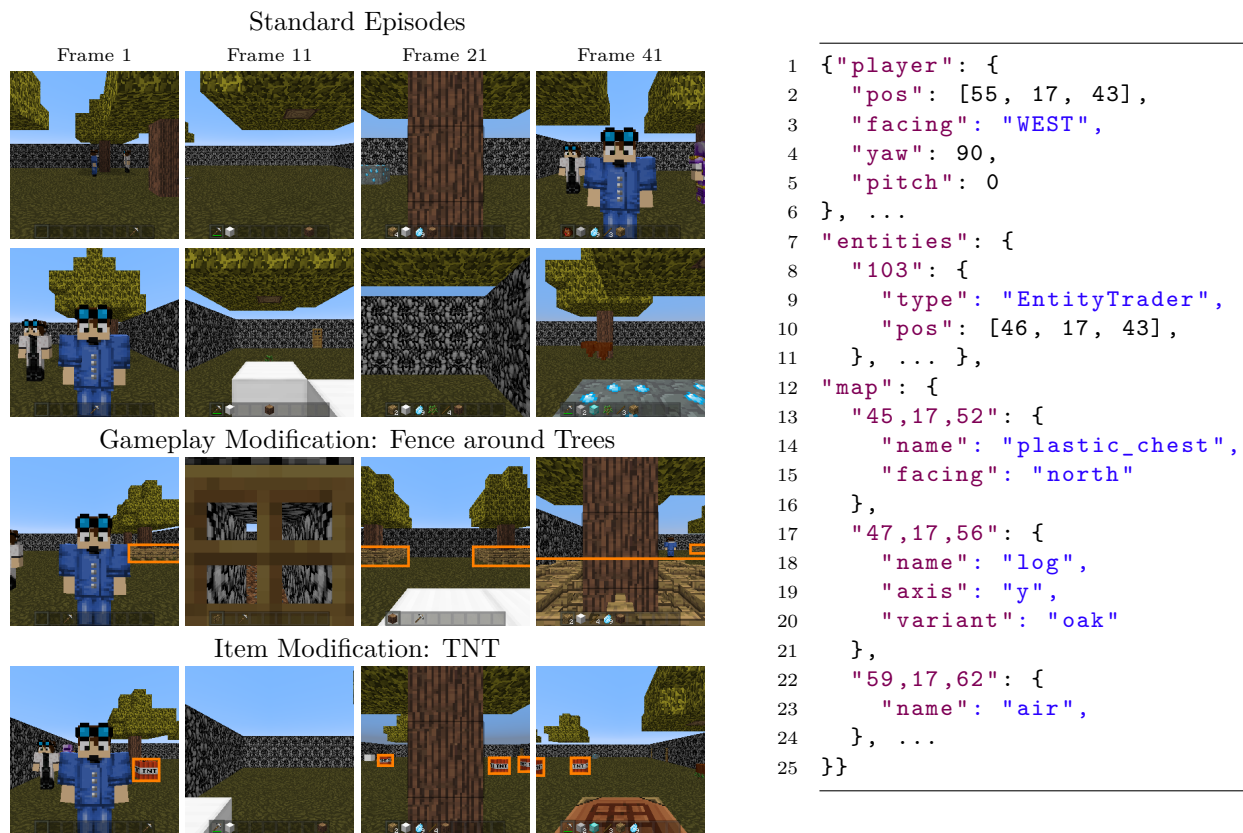 Standard Episodes
Frame 1 Frame 11 Frame 21 Frame 41
Gameplay Modification: Fence around Trees
Item Modification: TNT
TNT
TNT
TNT
1 {"player": {
2 "pos": [55, 17, 43],
3 "facing": "WEST",
4 "yaw": 90,
5 "pitch": 0
6 }, ...
7 "entities": {
8 "103": {
9 "type": "EntityTrader",
10 "pos": [46, 17, 43],
11 }, ... },
12 "map": {
13 "45,17,52": {
14 "name": "plastic_chest",
15 "facing": "north"
16 },
17 "47,17,56": {
18 "name": "log",
19 "axis": "y",
20 "variant": "oak"
21 },
22 "59,17,62": {
23 "name": "air",
24 }, ...
25 }}